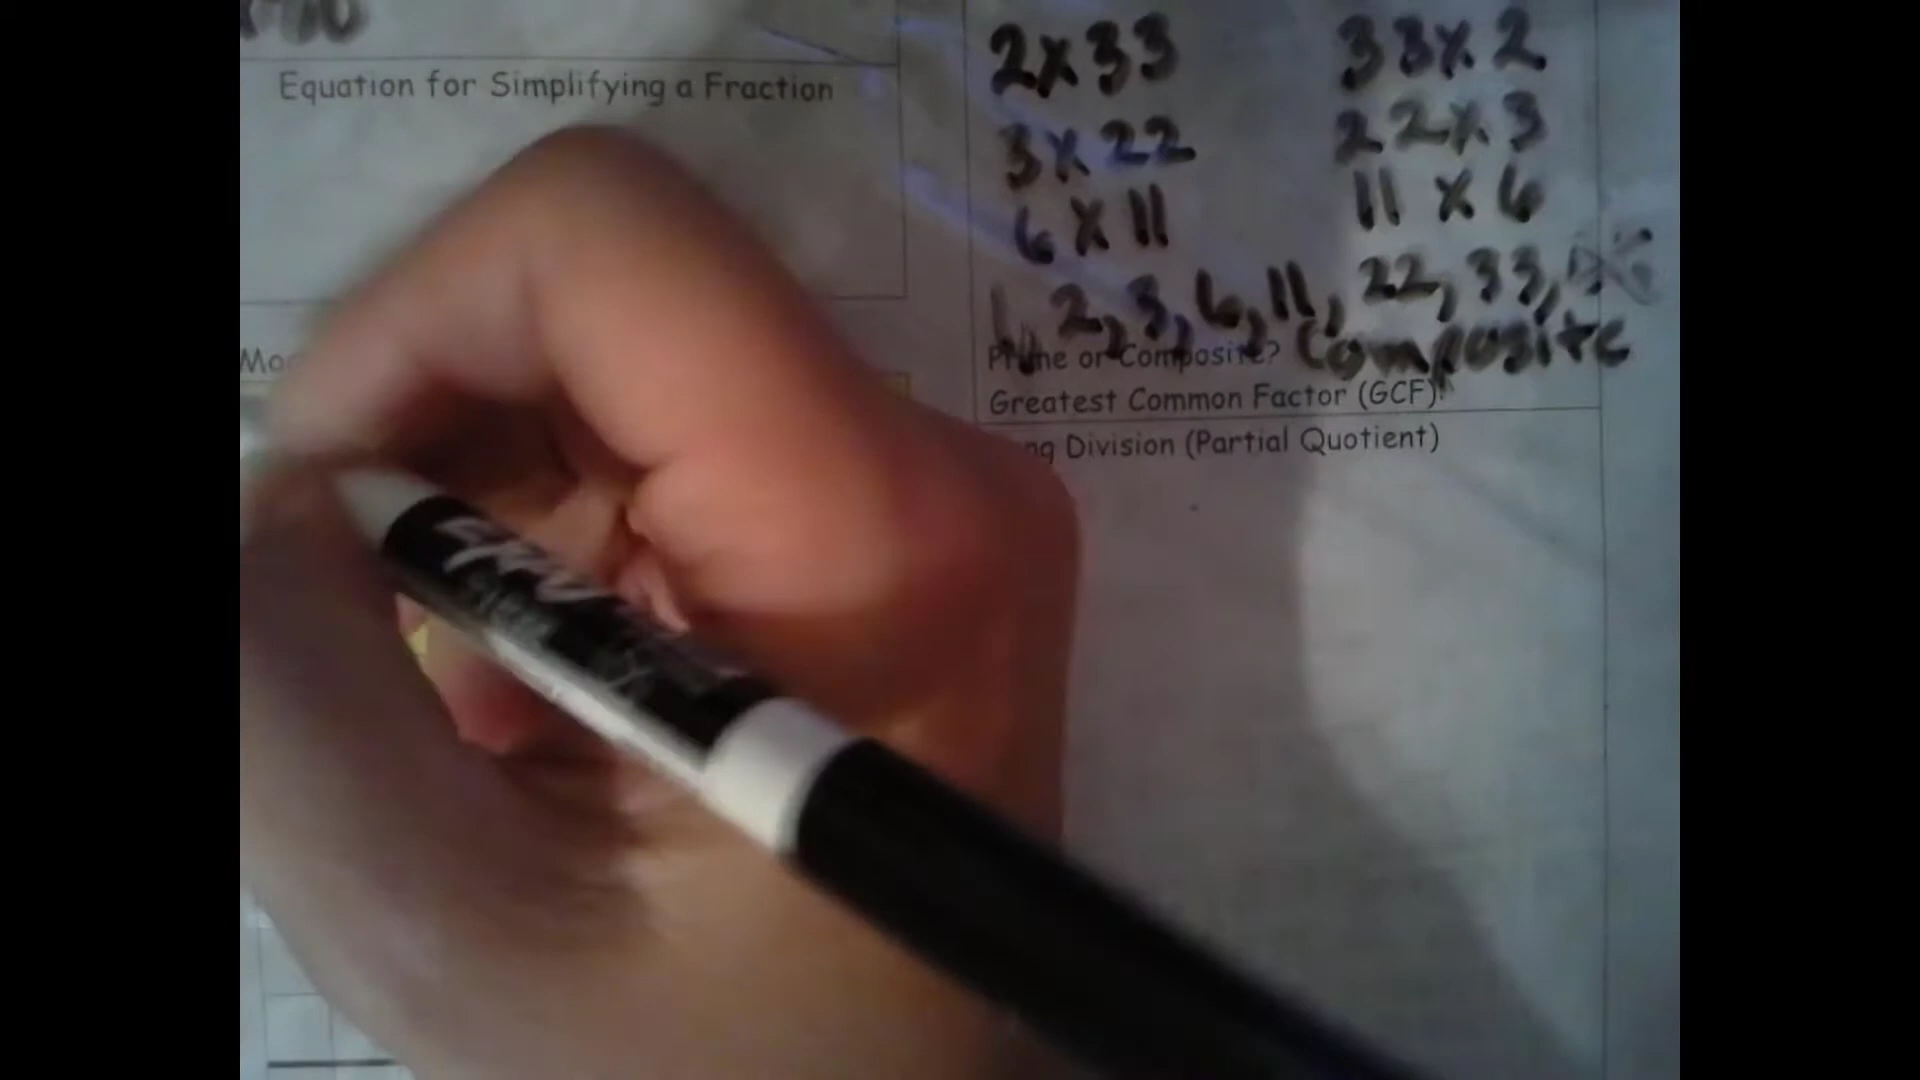 Equation for Simplifying a Fraction
2x33 33x2
3x22 22x3
6x11 11x6
1, 2, 3, 6, 11, 22, 33,
Prime or Composite? Composite
Greatest Common Factor (GCF):
Division (Partial Quotient)